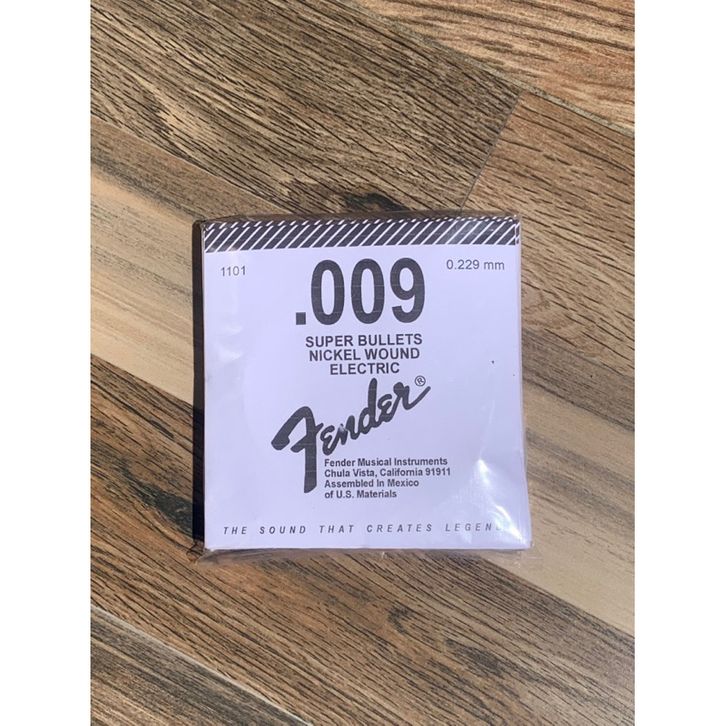 1101
.009
0.229 mm
SUPER BULLETS
NICKEL WOUND
ELECTRIC
Fender®
Fender Musical Instruments
Chula Vista, California 91911
Assembled In Mexico
of U.S. Materials
THE SOUND THAT CREATES LEGENDS